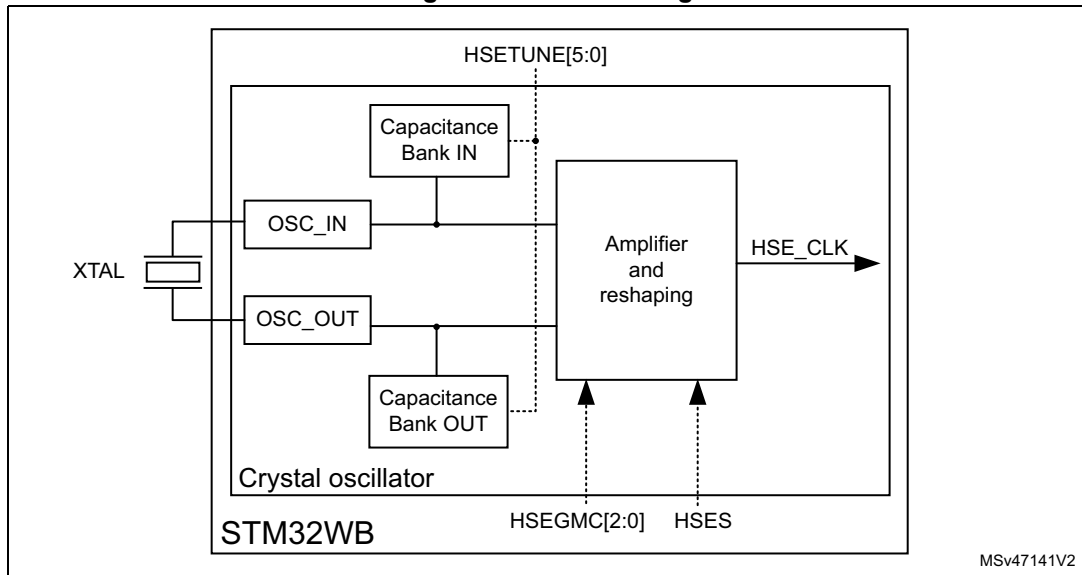 HSETUNE[5:0]
Capacitance
Bank IN
OSC_IN
Amplifier
and
reshaping
HSE_CLK
XTAL
OSC_OUT
Capacitance
Bank OUT
Crystal oscillator
HSEGMC[2:0]
HSES
STM32WB
MSv47141V2